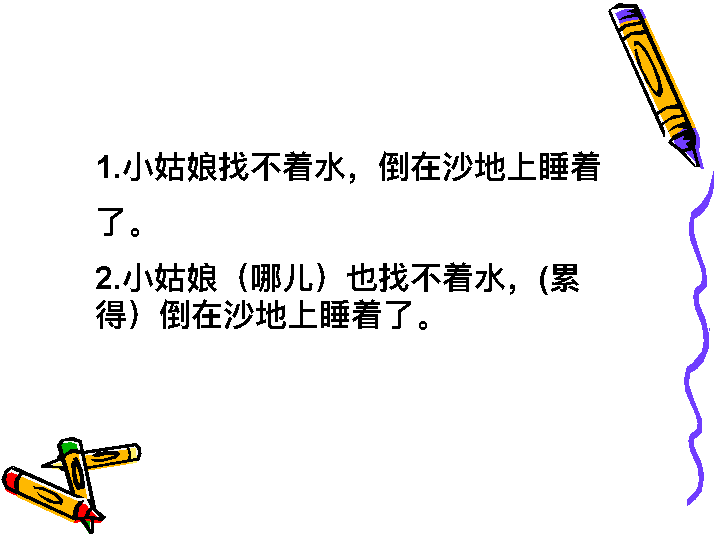 1.小姑娘找不着水，倒在沙地上睡着
了。
2.小姑娘（哪儿）也找不着水，(累
得）倒在沙地上睡着了。